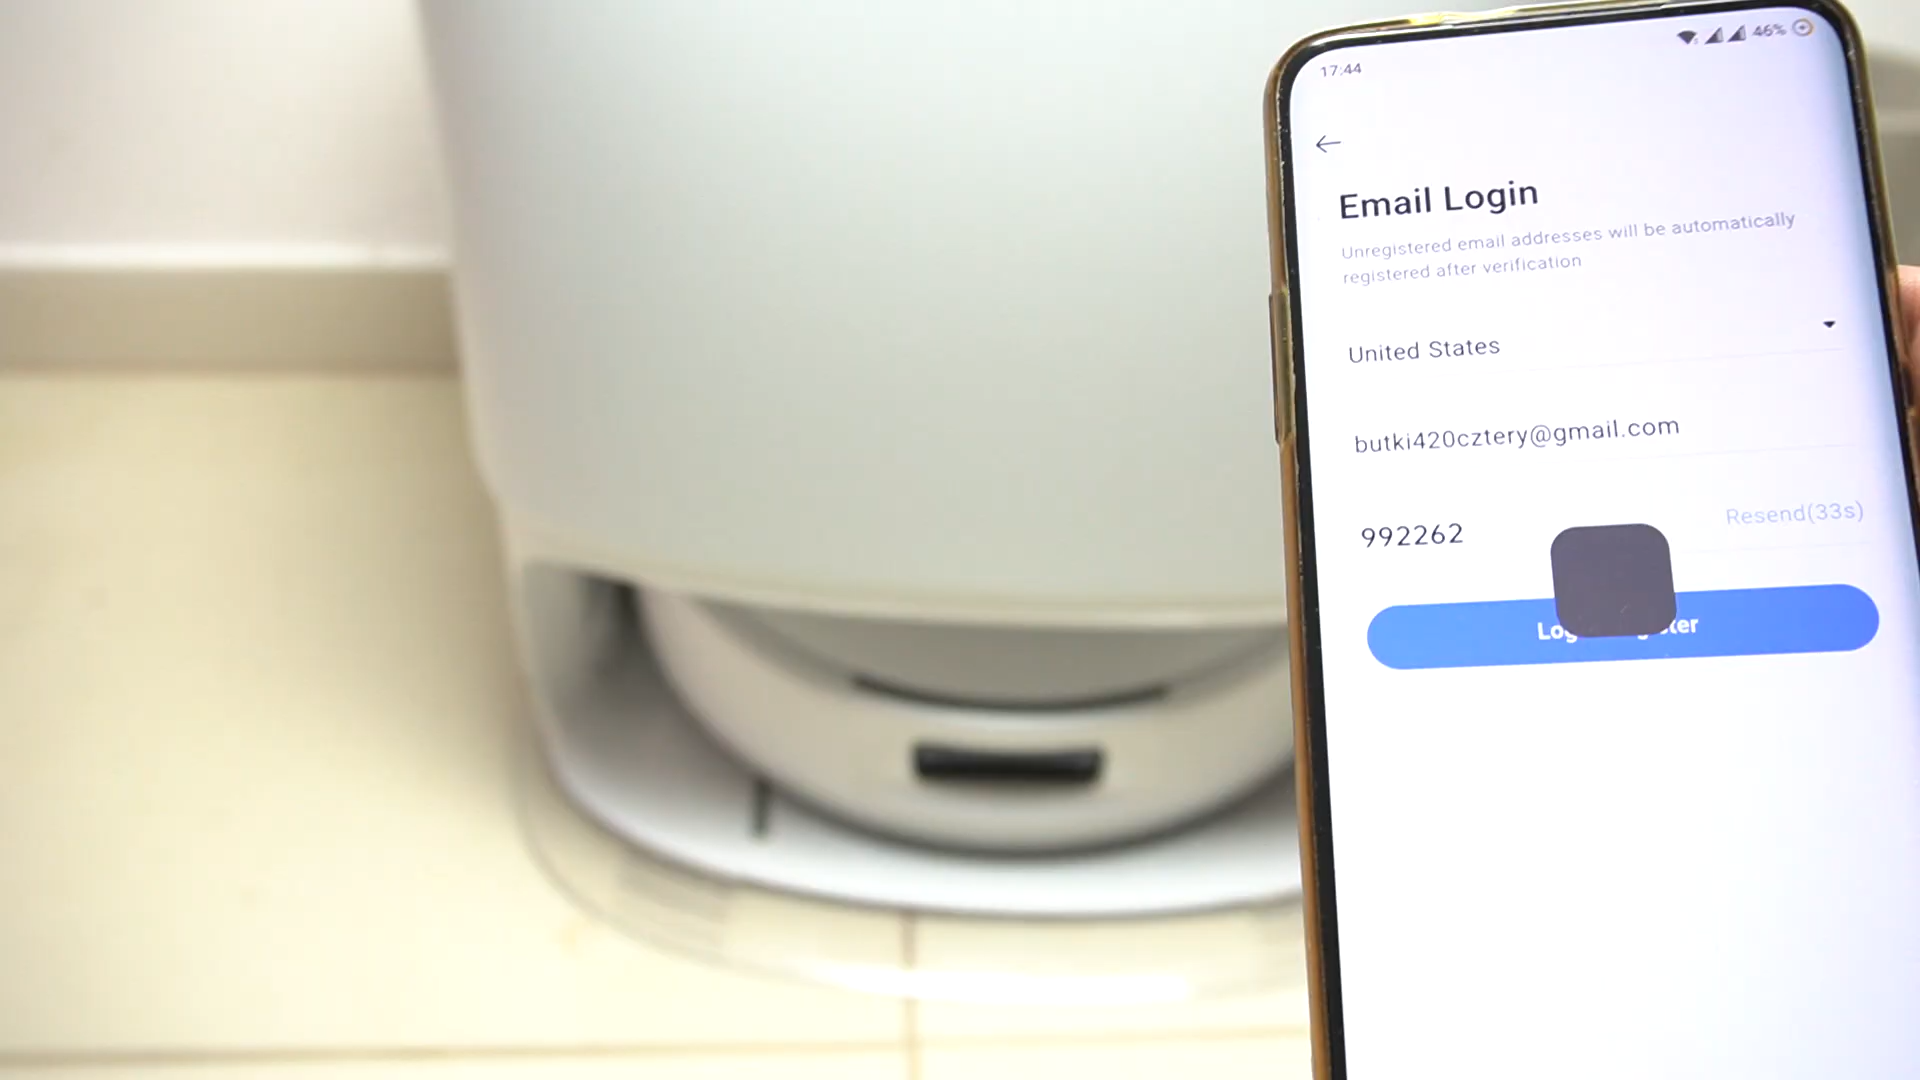 17:44
46%
Email Login
Unregistered email addresses will be automatically
registered after verification
United States
butki420cztery@gmail.com
992262
Resend(33s)